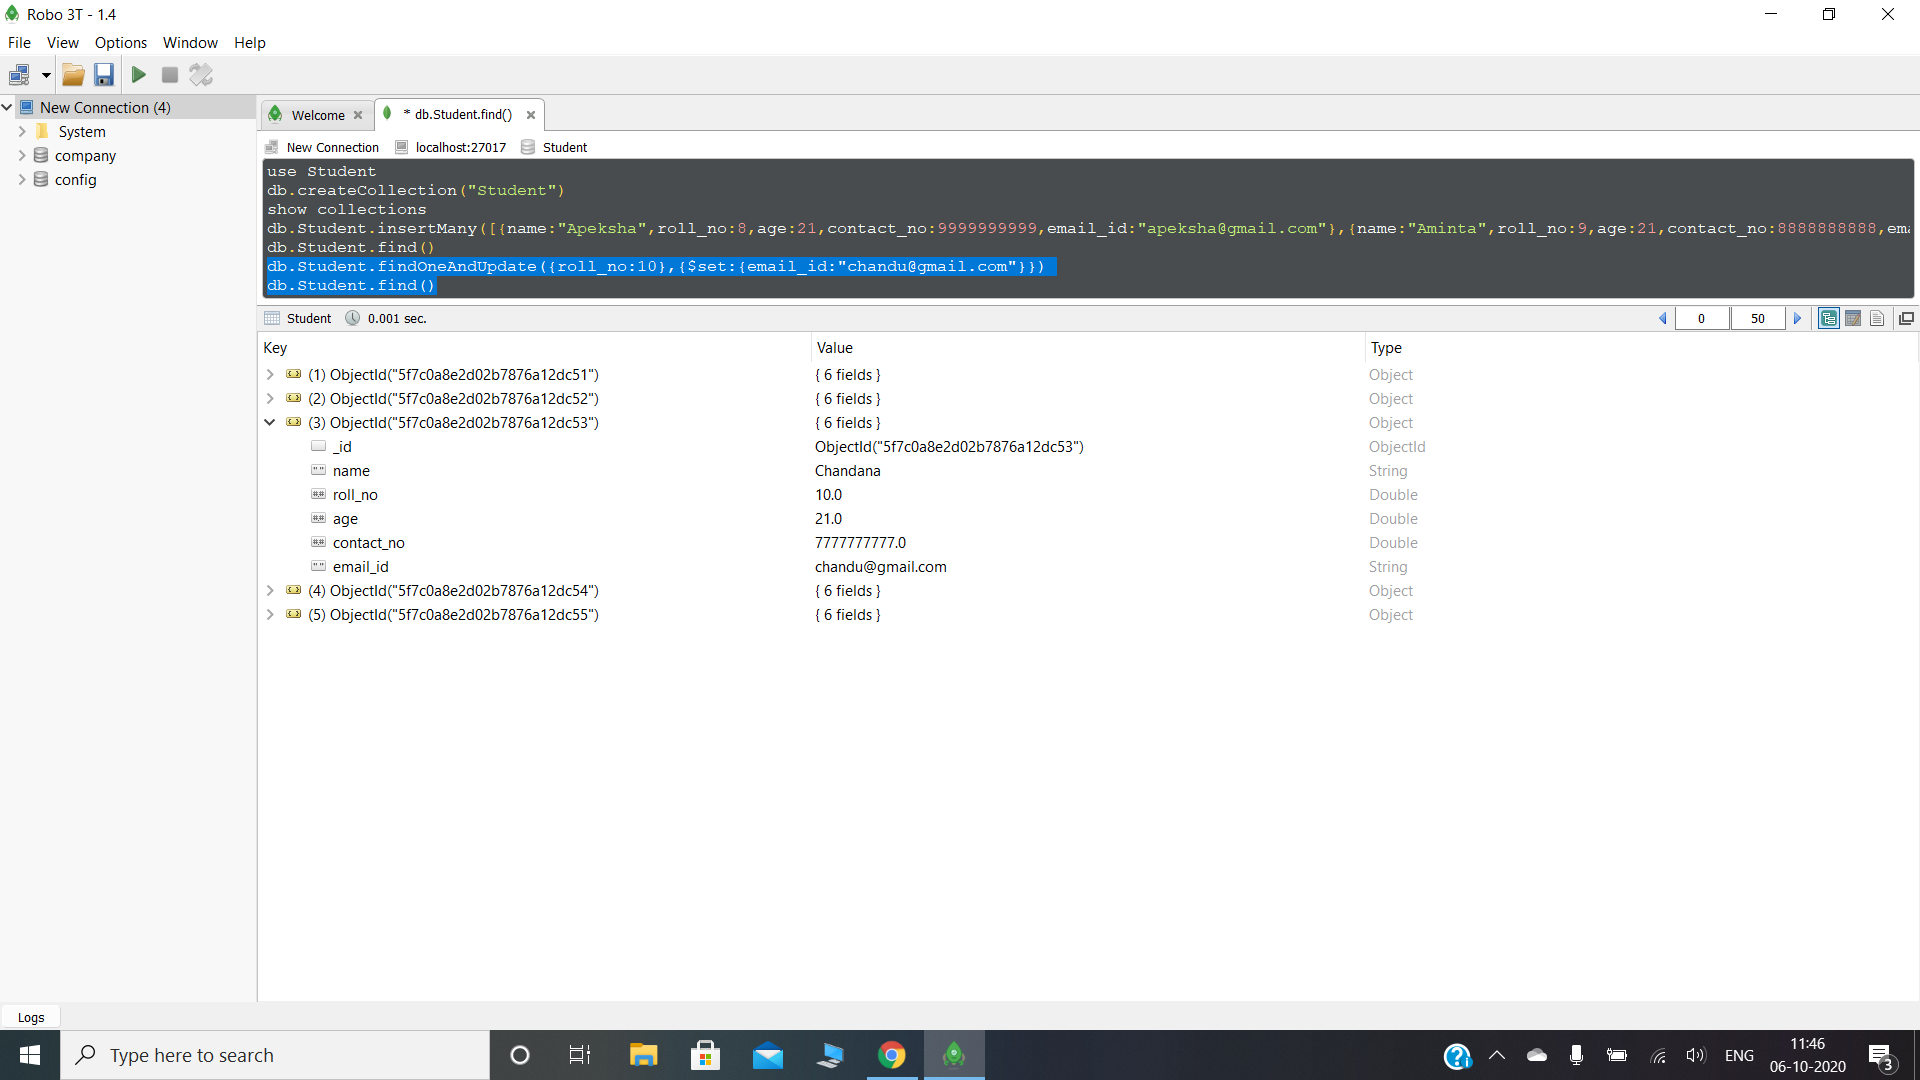 Robo 3T - 1.4
File View Options Window Help
New Connection (4)
System
company
config
Welcome
* db.Student.find()
New Connection localhost:27017 Student
use Student
db.createCollection("Student")
show collections
db.Student.insertMany([{name:"Apeksha",roll_no:8,age:21,contact_no:9999999999,email_id:"apeksha@gmail.com"},{name:"Aminta",roll_no:9,age:21,contact_no:8888888888,ema
db.Student.find()
db.Student.findOneAndUpdate({roll_no:10},{$set:{email_id:"chandu@gmail.com"}})
db.Student.find()
Student 0.001 sec. 0 50
Key Value Type
(1) ObjectId("5f7c0a8e2d02b7876a12dc51") { 6 fields } Object
(2) ObjectId("5f7c0a8e2d02b7876a12dc52") { 6 fields } Object
(3) ObjectId("5f7c0a8e2d02b7876a12dc53") { 6 fields } Object
_id ObjectId("5f7c0a8e2d02b7876a12dc53") ObjectId
name Chandana String
roll_no 10.0 Double
age 21.0 Double
contact_no 7777777777.0 Double
email_id chandu@gmail.com String
(4) ObjectId("5f7c0a8e2d02b7876a12dc54") { 6 fields } Object
(5) ObjectId("5f7c0a8e2d02b7876a12dc55") { 6 fields } Object
Logs
Type here to search
ENG
11:46
06-10-2020
3